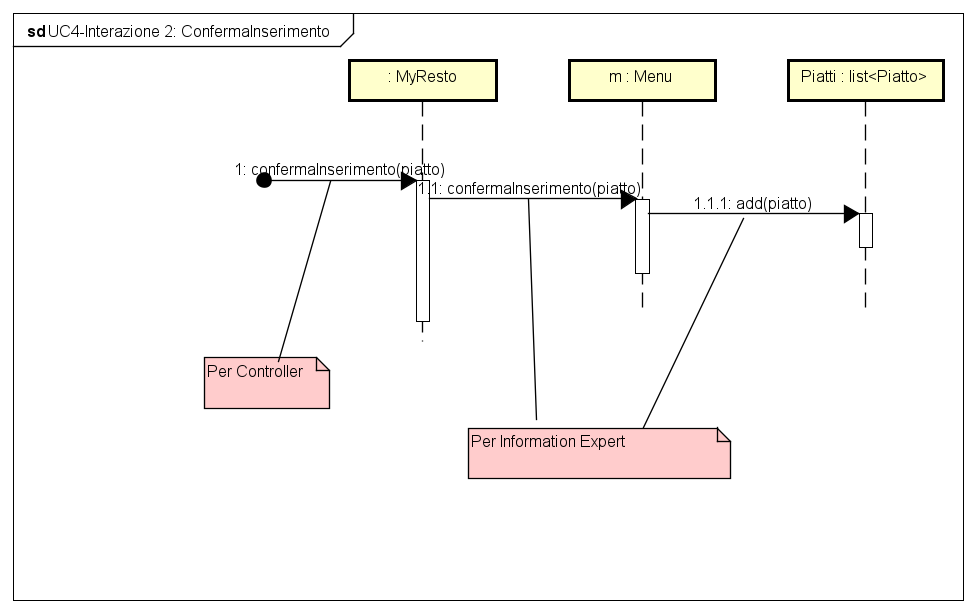 sd UC4-Interazione 2: ConfermaInserimento
: MyResto
m : Menu
Piatti : list<Piatto>
1: confermaInserimento(piatto)
1.1: confermaInserimento(piatto)
1.1.1: add(piatto)
Per Controller
Per Information Expert